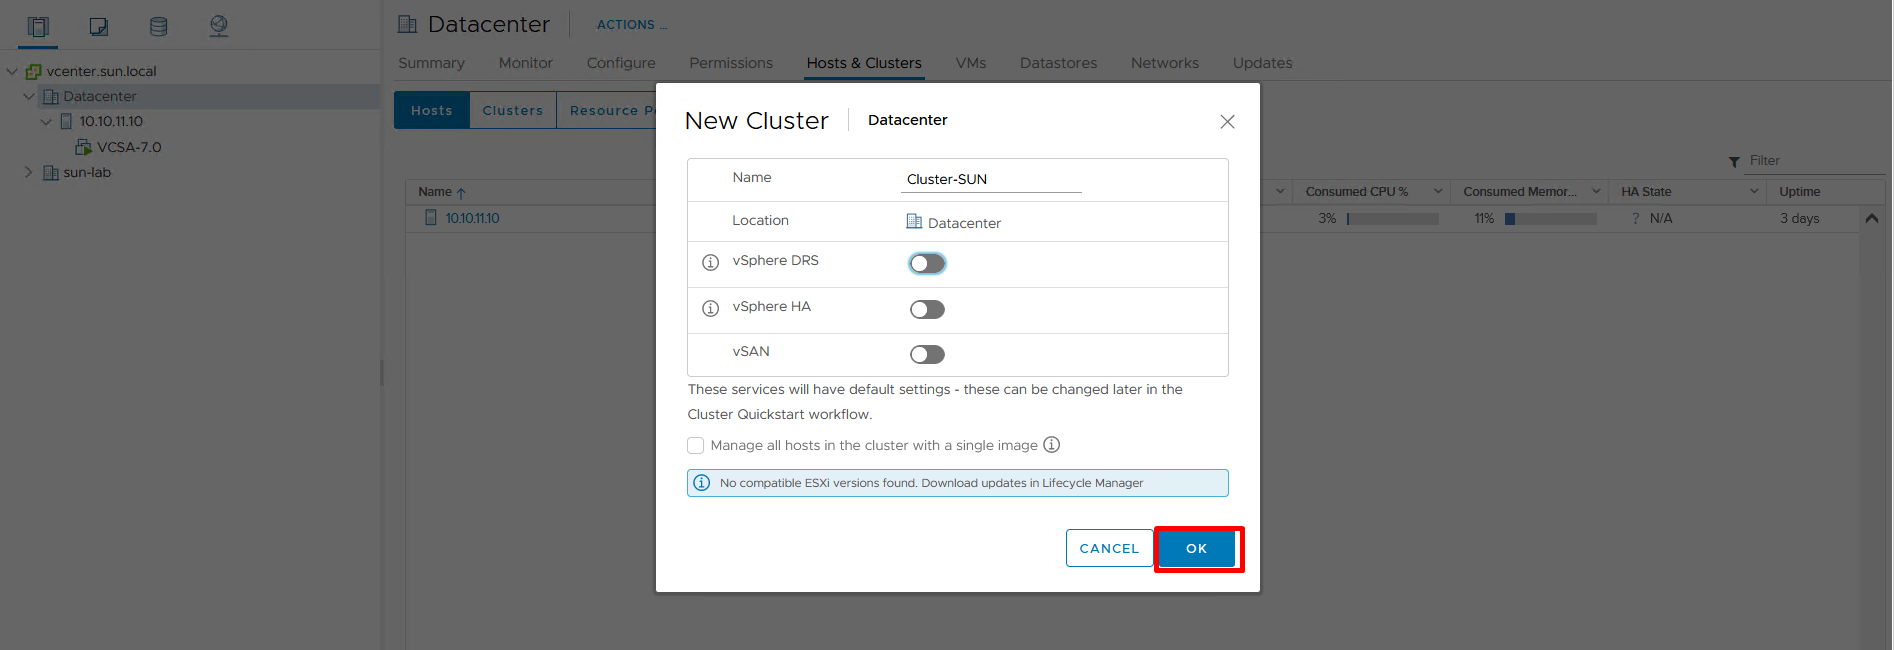 vcenter.sun.local
Datacenter
10.10.11.10
VCSA-7.0
sun-lab
Datacenter
ACTIONS ...
Summary Monitor Configure Permissions Hosts & Clusters VMs Datastores Networks Updates
Hosts Clusters Resource P
Filter
Name Consumed CPU % Consumed Memor... HA State Uptime
10.10.11.10 3% 11% ? N/A 3 days
New Cluster Datacenter
Name Cluster-SUN
Location Datacenter
vSphere DRS
vSphere HA
vSAN
These services will have default settings - these can be changed later in the
Cluster Quickstart workflow.
Manage all hosts in the cluster with a single image
No compatible ESXi versions found. Download updates in Lifecycle Manager
CANCEL OK